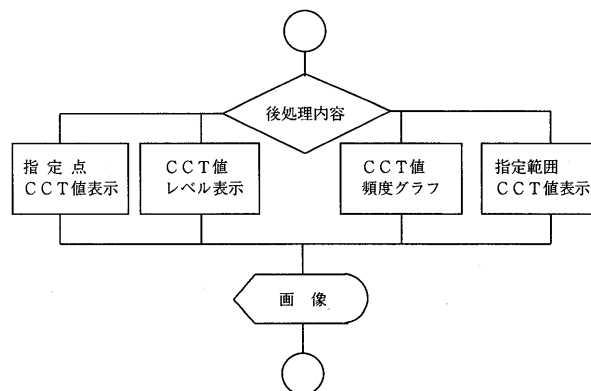 後処理内容
指 定 点
CCT値表示
CCT値
レベル表示
CCT値
頻度グラフ
指定範囲
CCT値表示
画 像